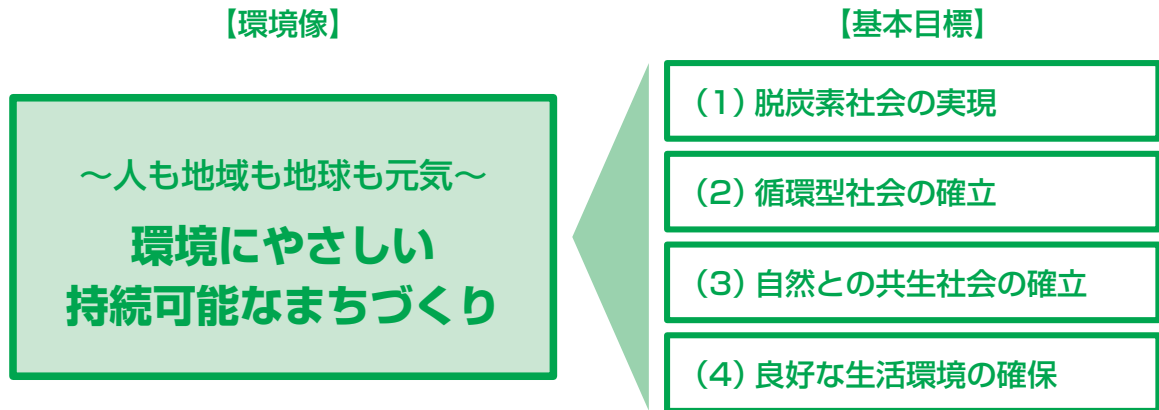 【環境像】
～人も地域も地球も元気～
環境にやさしい
持続可能なまちづくり
【基本目標】
（1）脱炭素社会の実現
（2）循環型社会の確立
（3）自然との共生社会の確立
（4）良好な生活環境の確保